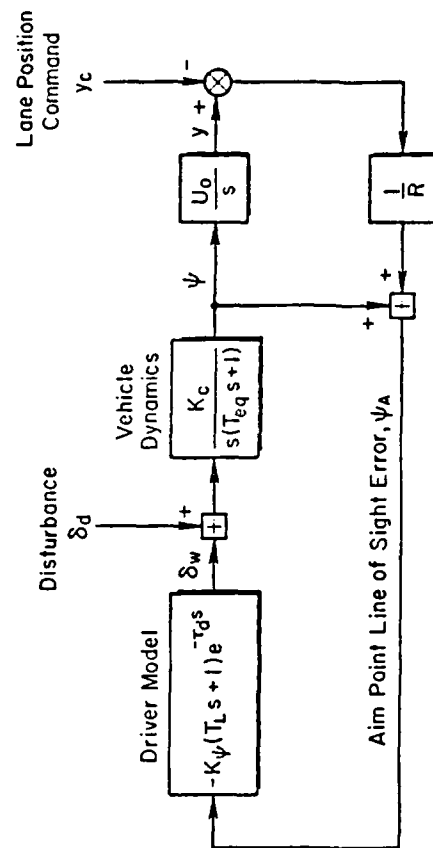 Lane Position
Command
y_c
-
+
y
U_o
s
1
R
ψ
+
+
+
Vehicle
Dynamics
K_c
s(T_eq s + 1)
Disturbance
δ_d
+
+
δ_w
Driver Model
-K_ψ (T_L s + 1) e^{-τ_d s}
Aim Point Line of Sight Error, ψ_A